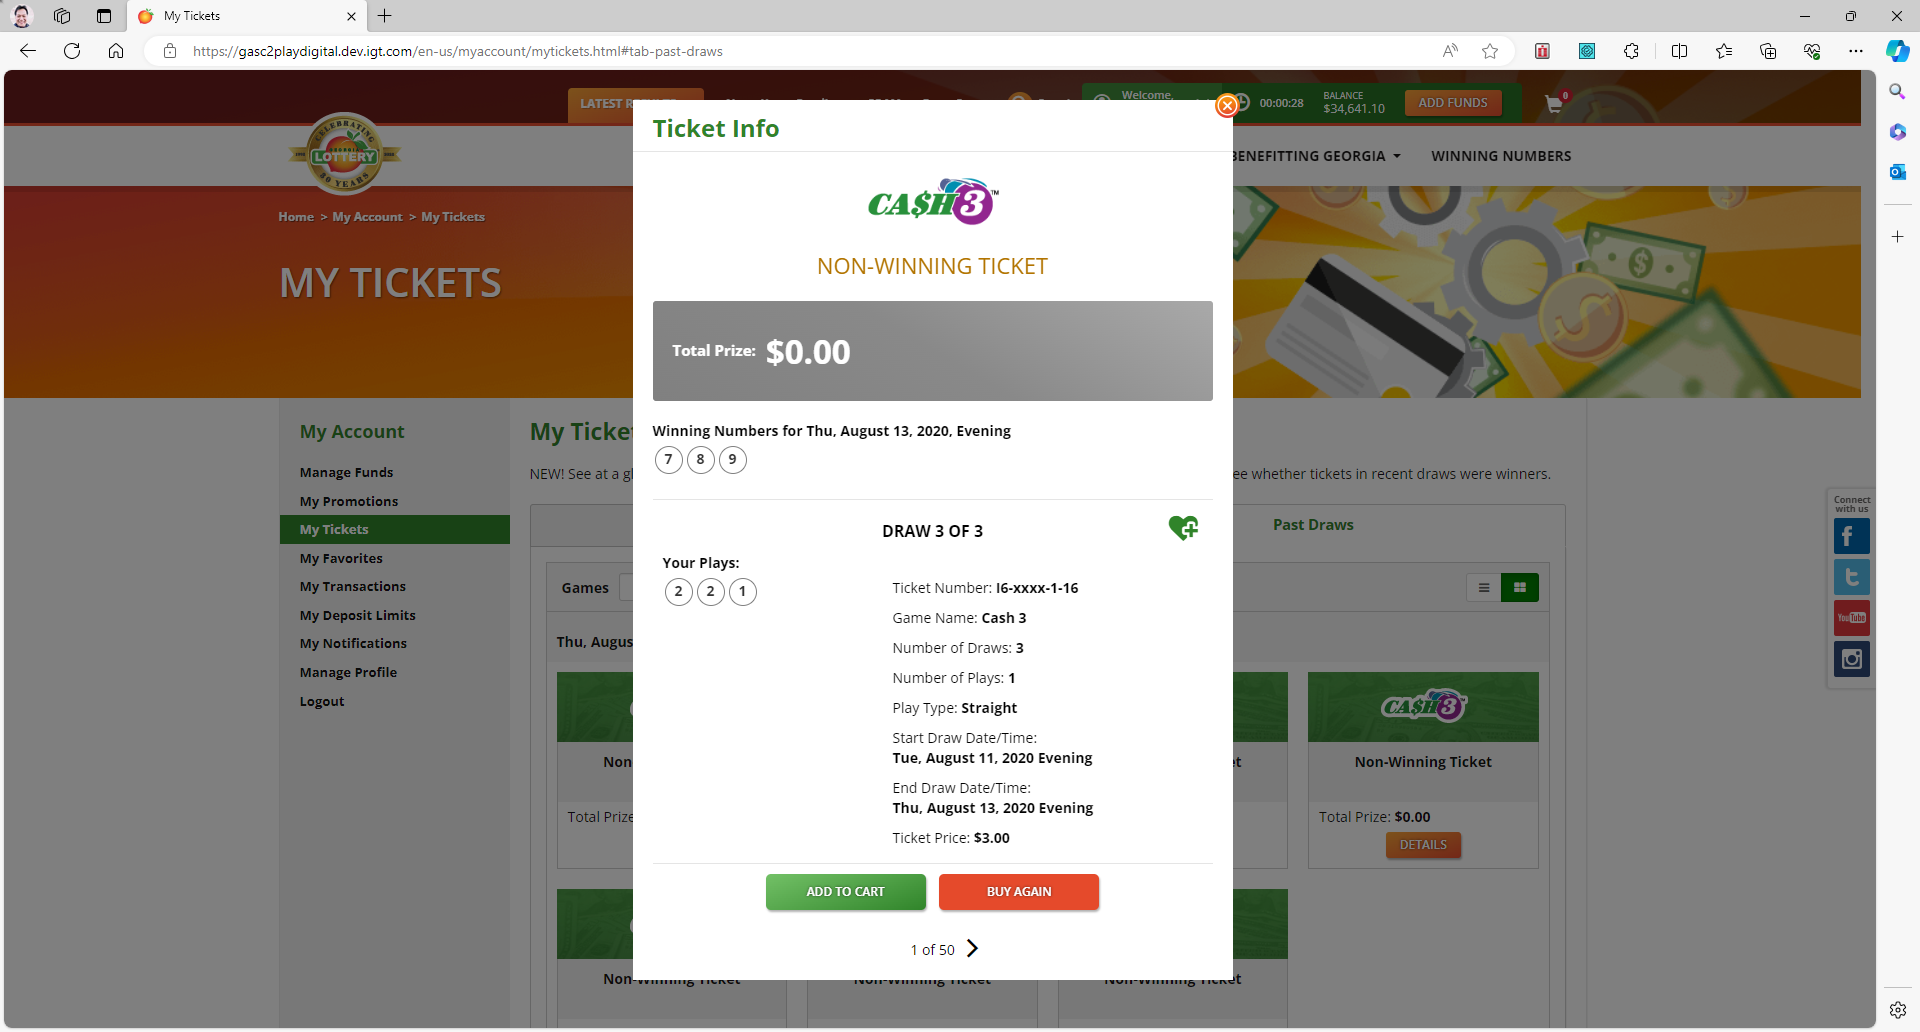 My Tickets
https://gasc2playdigital.dev.igt.com/en-us/myaccount/mytickets.html#tab-past-draws
LATEST
Welcome,
00:00:28
BALANCE
$34,641.10
ADD FUNDS
0
CELEBRATING
GEORGIA
LOTTERY
YEARS
BENEFITTING GEORGIA
WINNING NUMBERS
Home > My Account > My Tickets
MY TICKETS
My Account
Manage Funds
My Promotions
My Tickets
My Favorites
My Transactions
My Deposit Limits
My Notifications
Manage Profile
Logout
My Ticke
NEW! See at a gl
ee whether tickets in recent draws were winners.
Past Draws
Games
Thu, Augus
Non
et
Total Prize
CA$H 3
Non-Winning Ticket
Total Prize: $0.00
DETAILS
Non-Winning Ticket
Non-Winning Ticket
Non-Winning Ticket
Connect
with us
f
t
YouTube
Ticket Info
CA$H 3™
NON-WINNING TICKET
Total Prize: $0.00
Winning Numbers for Thu, August 13, 2020, Evening
7 8 9
DRAW 3 OF 3
Your Plays:
2 2 1
Ticket Number: I6-xxxx-1-16
Game Name: Cash 3
Number of Draws: 3
Number of Plays: 1
Play Type: Straight
Start Draw Date/Time:
Tue, August 11, 2020 Evening
End Draw Date/Time:
Thu, August 13, 2020 Evening
Ticket Price: $3.00
ADD TO CART
BUY AGAIN
1 of 50